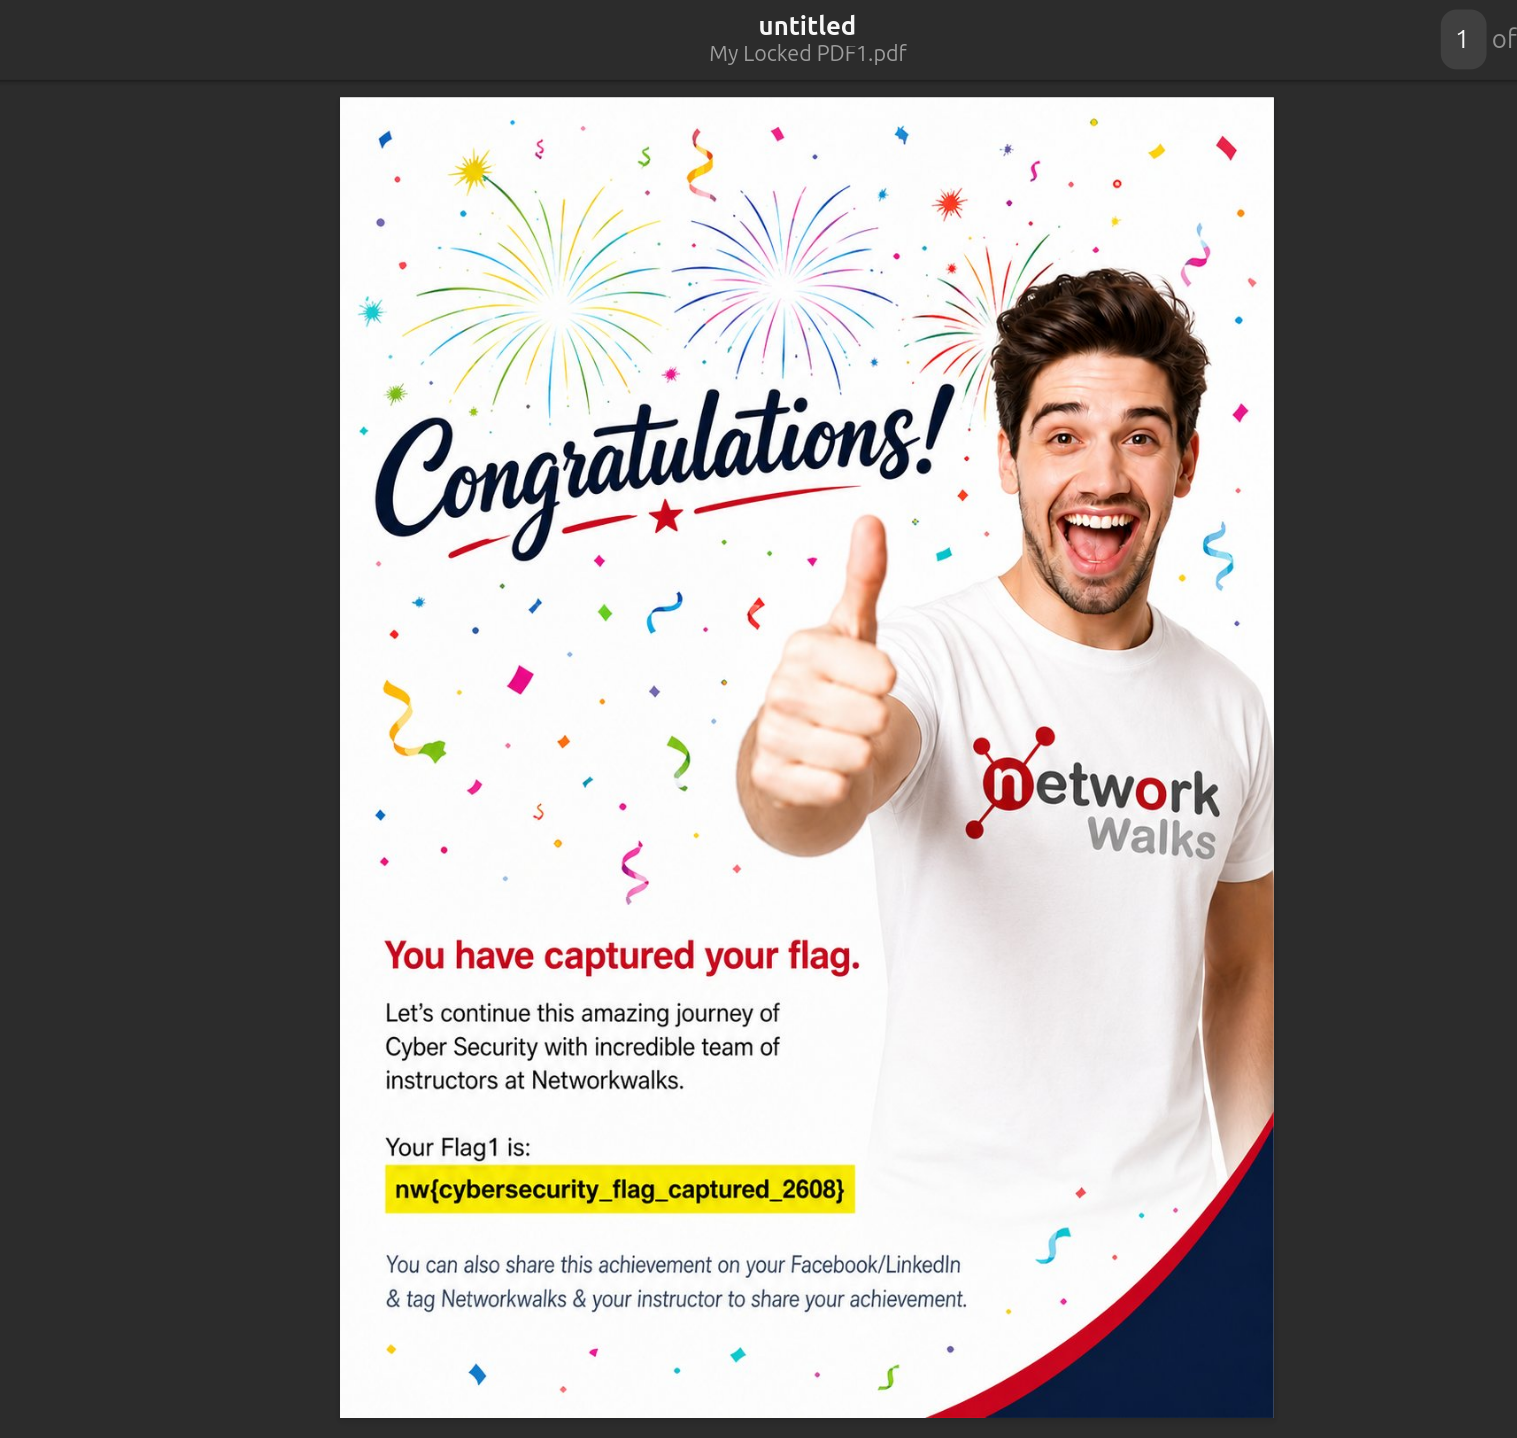 untitled
My Locked PDF1.pdf
1 of
Congratulations!
network
Walks
You have captured your flag.
Let's continue this amazing journey of
Cyber Security with incredible team of
instructors at Networkwalks.
Your Flag1 is:
nw{cybersecurity_flag_captured_2608}
You can also share this achievement on your Facebook/LinkedIn
& tag Networkwalks & your instructor to share your achievement.